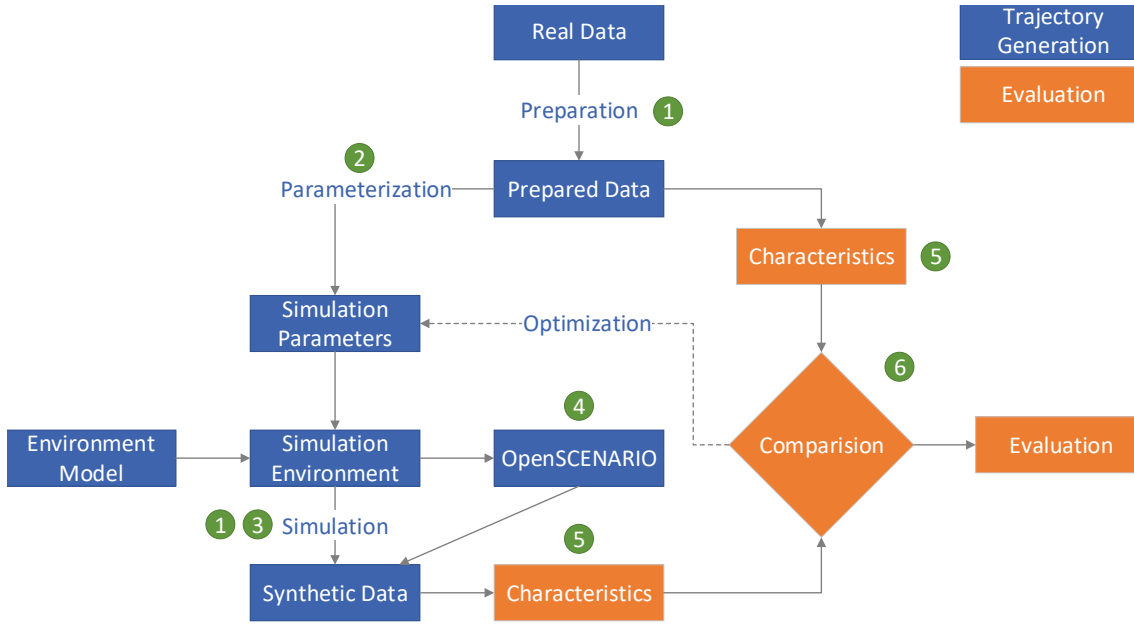 Real Data
Trajectory
Generation
Evaluation
Preparation 1
2
Parameterization
Prepared Data
Characteristics 5
Simulation
Parameters
Optimization
6
4
Environment
Model
Simulation
Environment
OpenSCENARIO
Comparision
Evaluation
1 3 Simulation
5
Synthetic Data
Characteristics